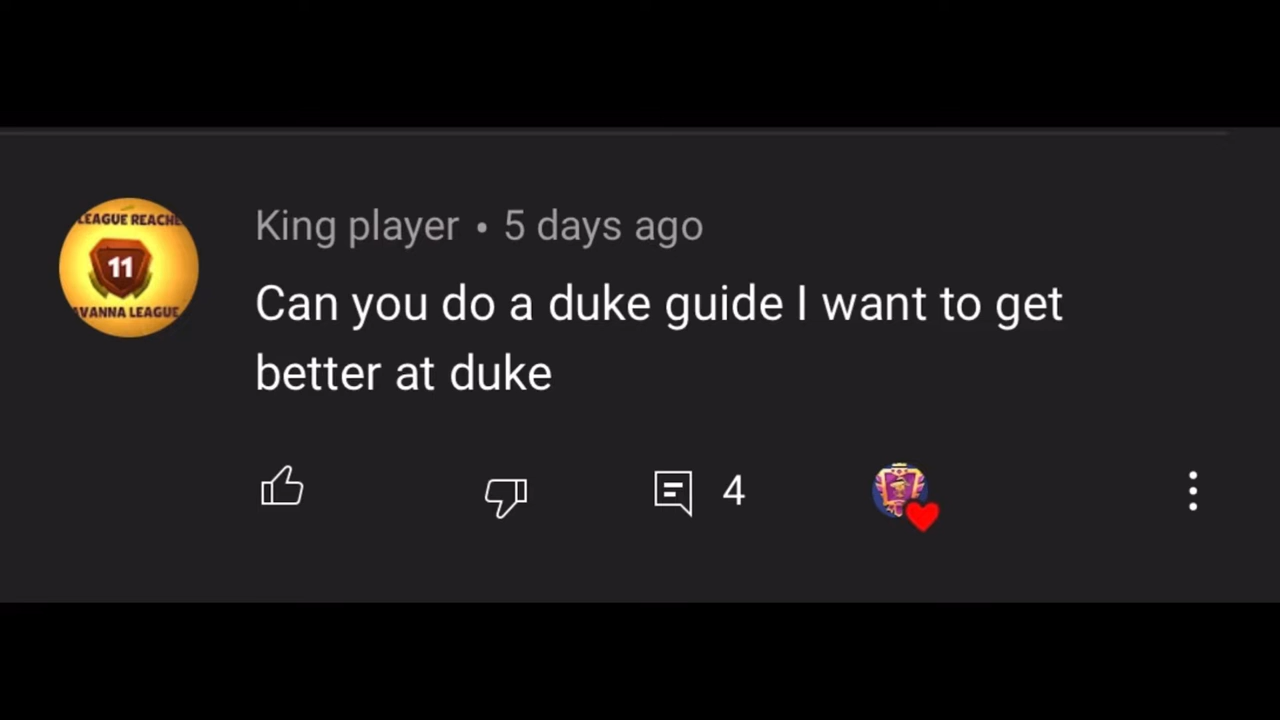 King player • 5 days ago
LEAGUE REACHE
11
AVANNA LEAGUE
Can you do a duke guide I want to get
better at duke
4